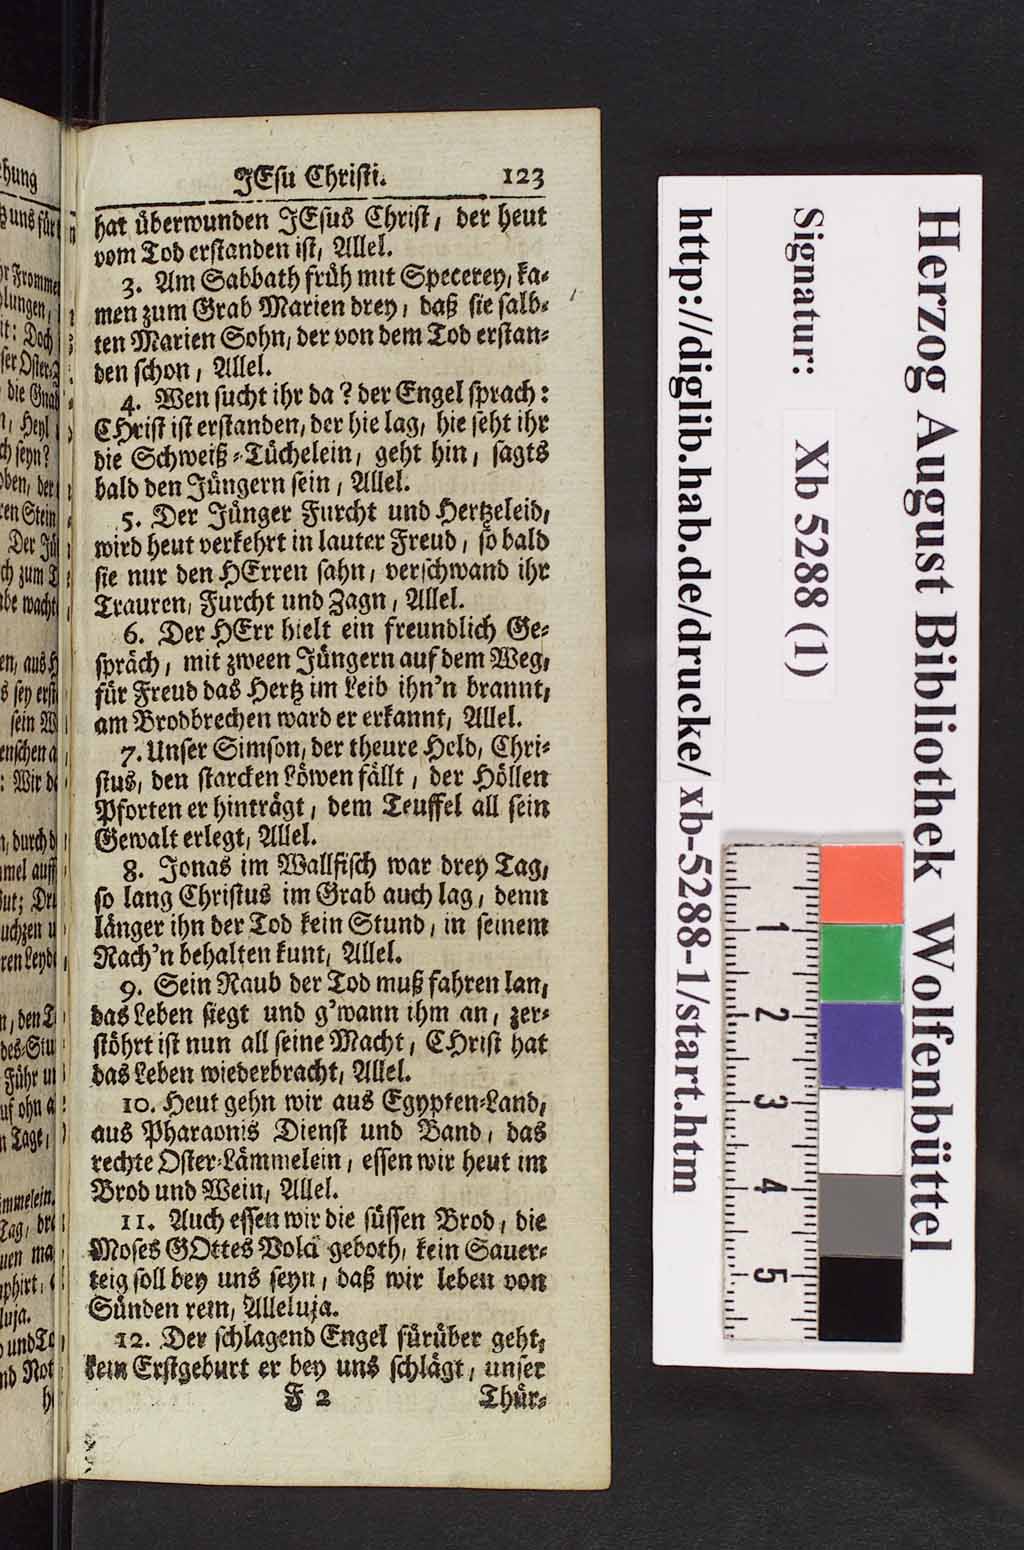 JEsu Christi. 123
hat überwunden JEsus Christ, der heut
vom Tod erstanden ist, Allel.
3. Am Sabbath früh mit Specerey, ka-
men zum Grab Marien drey, daß sie salb-
ten Marien Sohn, der von dem Tod erstan-
den schon, Allel.
4. Wen sucht ihr da? der Engel sprach:
CHrist ist erstanden, der hie lag, hie seht ihr
die Schweiß-Tüchelein, geht hin, sagts
bald den Jüngern sein, Allel.
5. Der Jünger Furcht und Hertzeleid,
wird heut verkehrt in lauter Freud, so bald
sie nur den HErren sahn, verschwand ihr
Trauren, Furcht und Zagn, Allel.
6. Der HErr hielt ein freundlich Ge-
spräch, mit zween Jüngern auf dem Weg,
für Freud das Hertz im Leib ihn'n brannt,
am Brodbrechen ward er erkannt, Allel.
7. Unser Simson, der theure Held, Chri-
stus, den starcken Löwen fällt, der Höllen
Pforten er hinträgt, dem Teuffel all sein
Gewalt erlegt, Allel.
8. Jonas im Wallfisch war drey Tag,
so lang Christus im Grab auch lag, denn
länger ihn der Tod kein Stund, in seinem
Rach'n behalten kunt, Allel.
9. Sein Raub der Tod muß fahren lan,
das Leben siegt und g'wann ihm an, zer-
stöhrt ist nun all seine Macht, CHrist hat
das Leben wiederbracht, Allel.
10. Heut gehn wir aus Egypten-Land,
aus Pharaonis Dienst und Band, das
rechte Oster-Lämmelein, essen wir heut im
Brod und Wein, Allel.
11. Auch essen wir die süssen Brod, die
Moses GOttes Volck geboth, kein Sauer-
teig soll bey uns seyn, daß wir leben von
Sünden rein, Alleluja.
12. Der schlagend Engel fürüber geht,
kein Erstgeburt er bey uns schlägt, unser
F 2 Thür-
Herzog August Bibliothek Wolfenbüttel
Signatur: Xb 5288 (1)
http://diglib.hab.de/drucke/ xb-5288-1/start.htm
1
2
3
4
5